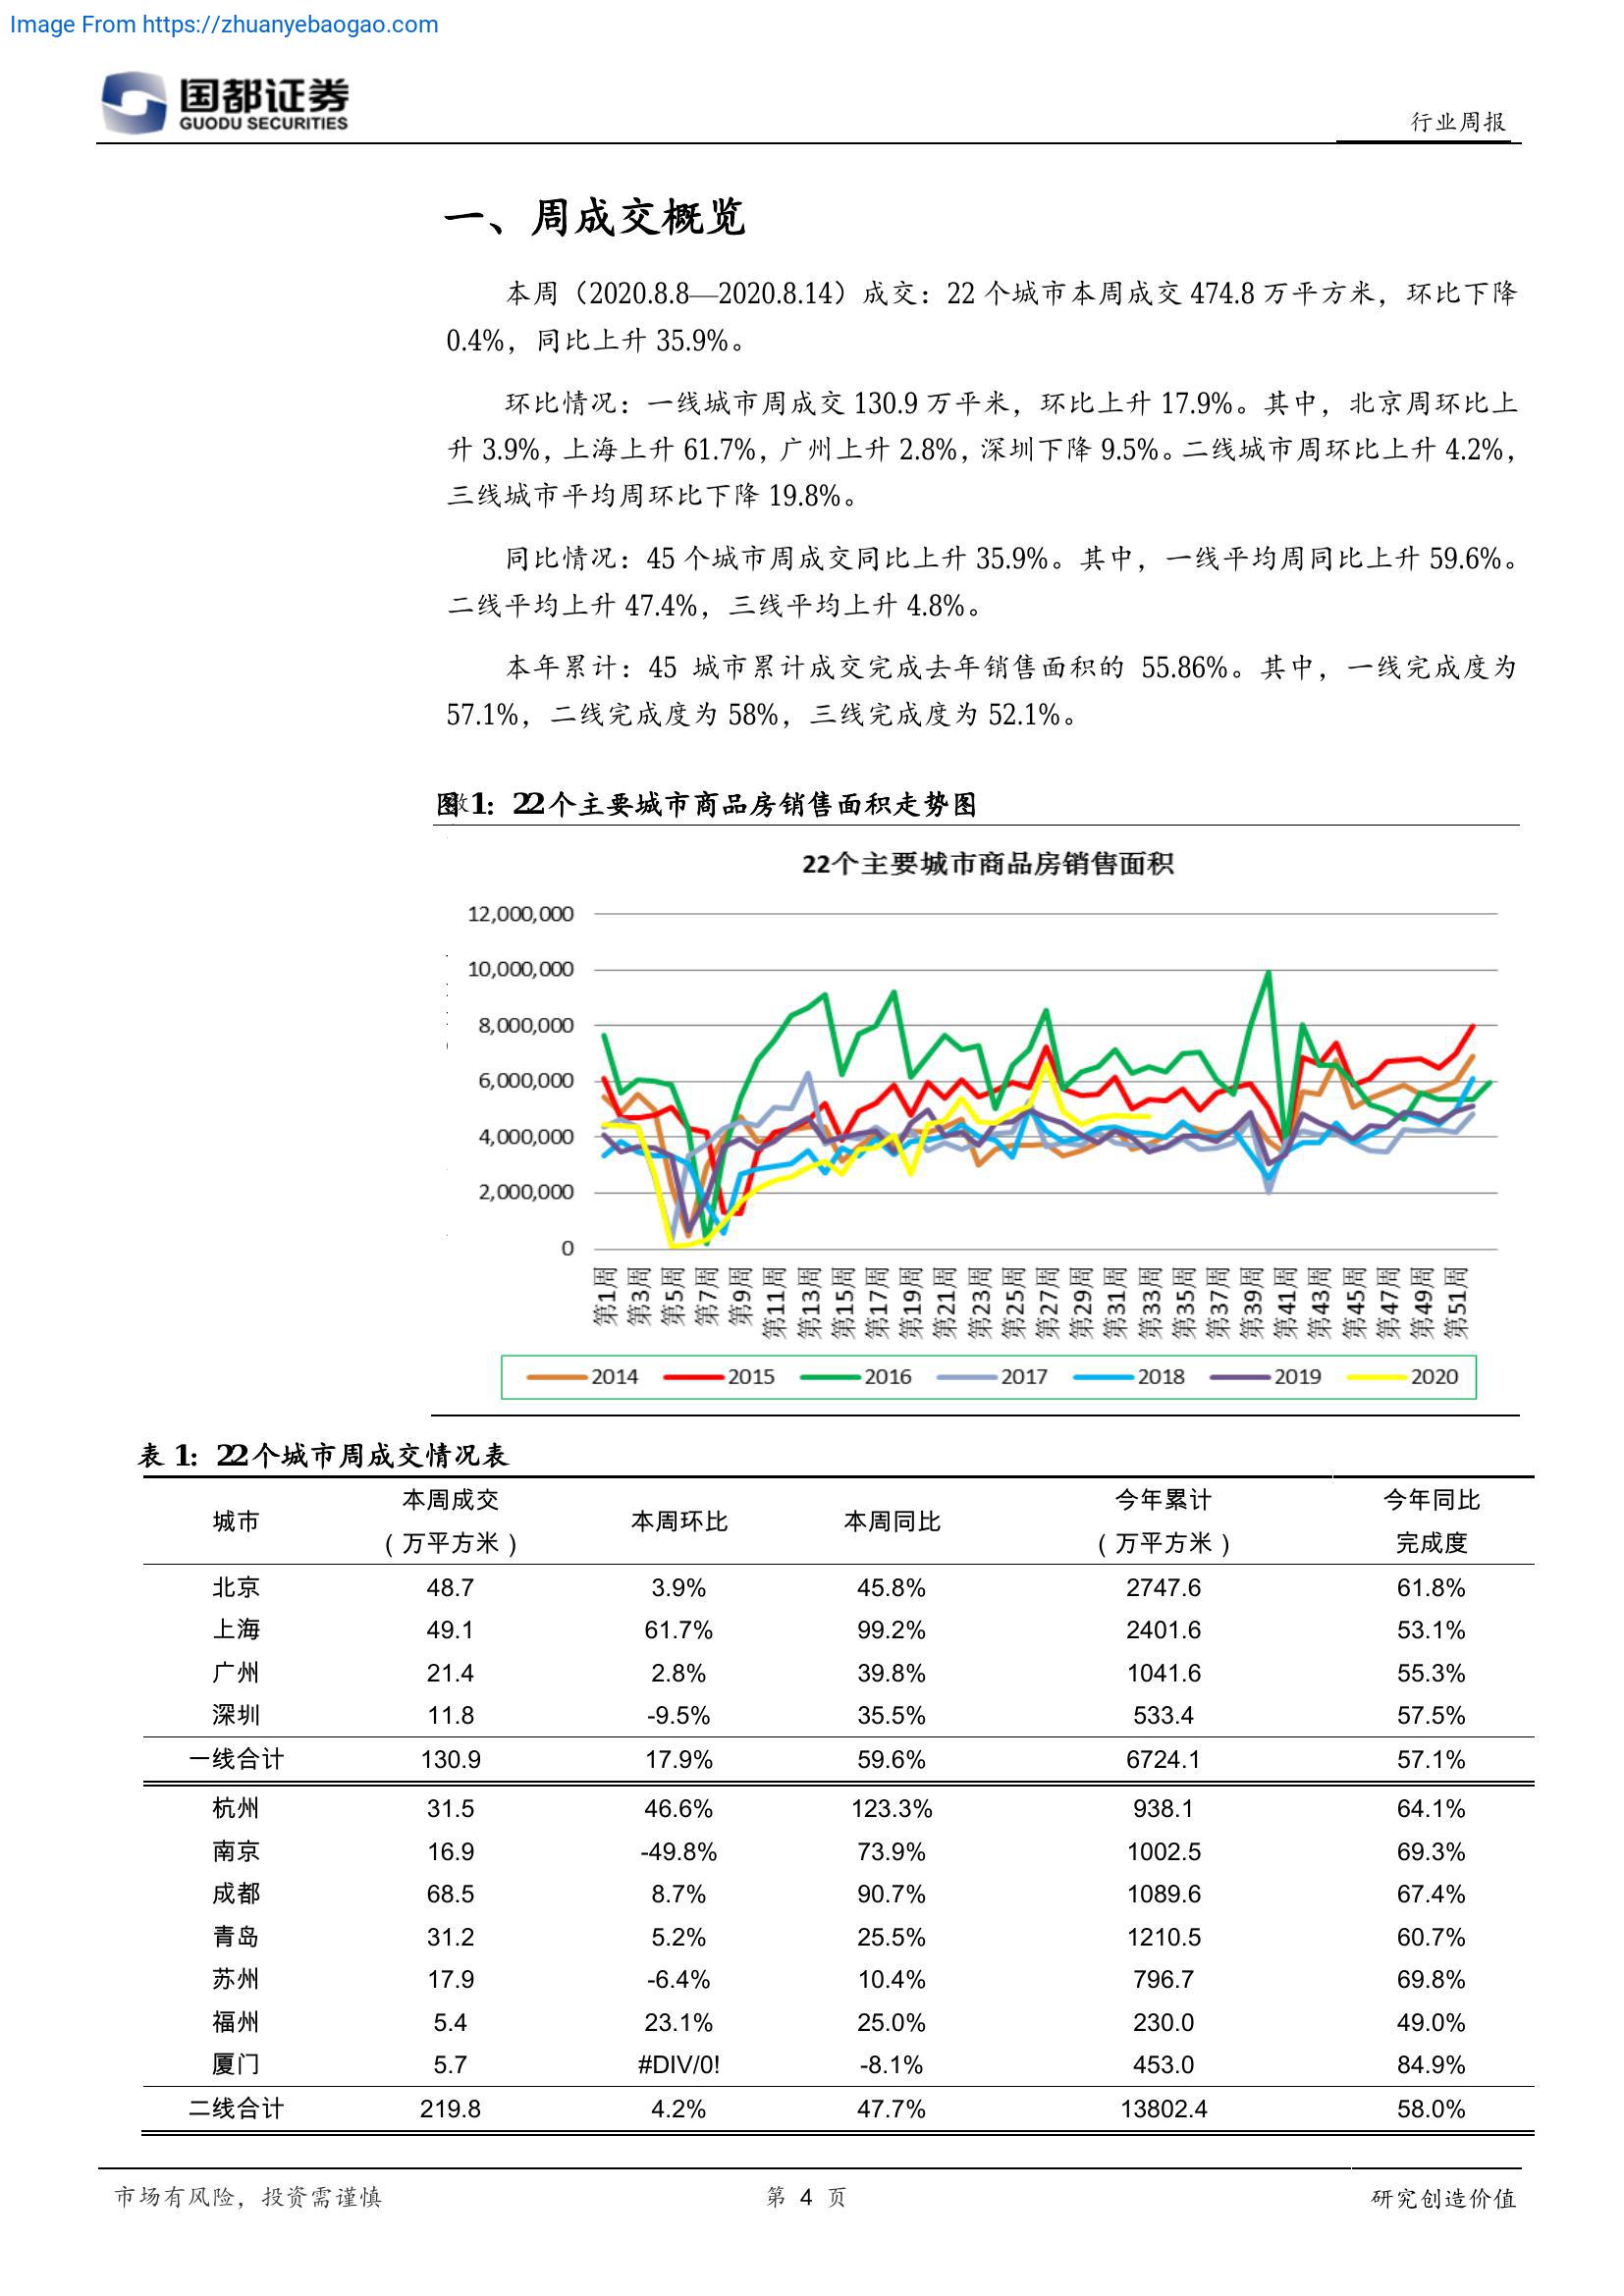 Image From https://zhuanyebaogao.com
国都证券
GUODU SECURITIES
行业周报
一、周成交概览
本周（2020.8.8—2020.8.14）成交：22 个城市本周成交 474.8 万平方米，环比下降
0.4%，同比上升 35.9%。
环比情况：一线城市周成交 130.9 万平米，环比上升 17.9%。其中，北京周环比上
升 3.9%，上海上升 61.7%，广州上升 2.8%，深圳下降 9.5%。二线城市周环比上升 4.2%，
三线城市平均周环比下降 19.8%。
同比情况：45 个城市周成交同比上升 35.9%。其中，一线平均周同比上升 59.6%。
二线平均上升 47.4%，三线平均上升 4.8%。
本年累计：45 城市累计成交完成去年销售面积的 55.86%。其中，一线完成度为
57.1%，二线完成度为 58%，三线完成度为 52.1%。
图 1：22 个主要城市商品房销售面积走势图
22个主要城市商品房销售面积
12,000,000
10,000,000
8,000,000
6,000,000
4,000,000
2,000,000
0
第1周 第3周 第5周 第7周 第9周 第11周 第13周 第15周 第17周 第19周 第21周 第23周 第25周 第27周 第29周 第31周 第33周 第35周 第37周 第39周 第41周 第43周 第45周 第47周 第49周 第51周
2014 2015 2016 2017 2018 2019 2020
表 1：22 个城市周成交情况表
城市 本周成交（万平方米） 本周环比 本周同比 今年累计（万平方米） 今年同比完成度
北京 48.7 3.9% 45.8% 2747.6 61.8%
上海 49.1 61.7% 99.2% 2401.6 53.1%
广州 21.4 2.8% 39.8% 1041.6 55.3%
深圳 11.8 -9.5% 35.5% 533.4 57.5%
一线合计 130.9 17.9% 59.6% 6724.1 57.1%
杭州 31.5 46.6% 123.3% 938.1 64.1%
南京 16.9 -49.8% 73.9% 1002.5 69.3%
成都 68.5 8.7% 90.7% 1089.6 67.4%
青岛 31.2 5.2% 25.5% 1210.5 60.7%
苏州 17.9 -6.4% 10.4% 796.7 69.8%
福州 5.4 23.1% 25.0% 230.0 49.0%
厦门 5.7 #DIV/0! -8.1% 453.0 84.9%
二线合计 219.8 4.2% 47.7% 13802.4 58.0%
市场有风险，投资需谨慎
第 4 页
研究创造价值